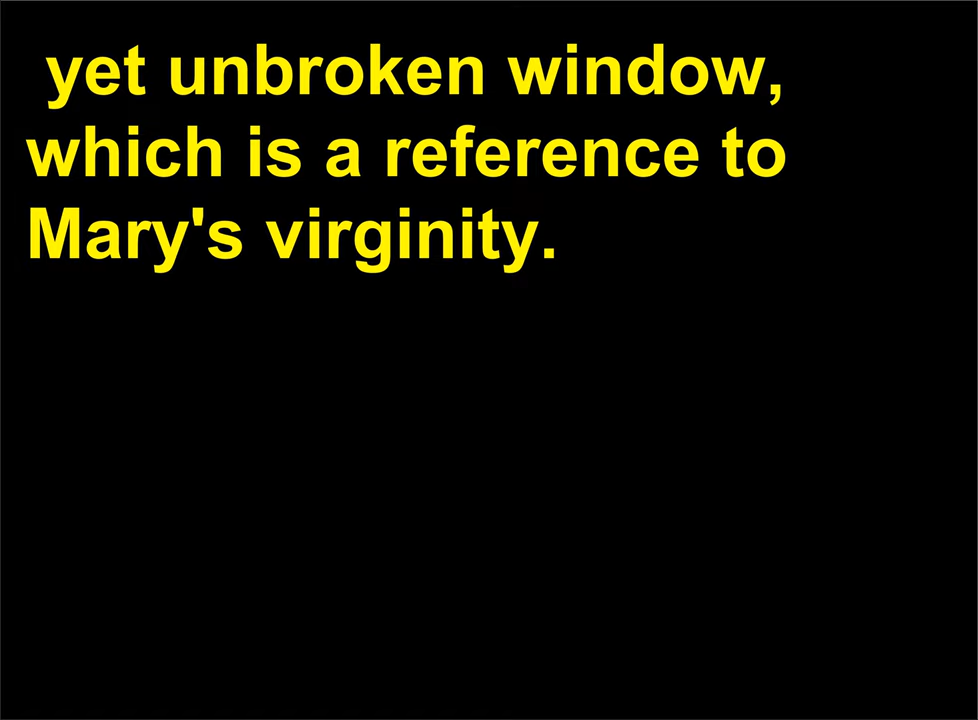 yet unbroken window,
which is a reference to
Mary's virginity.